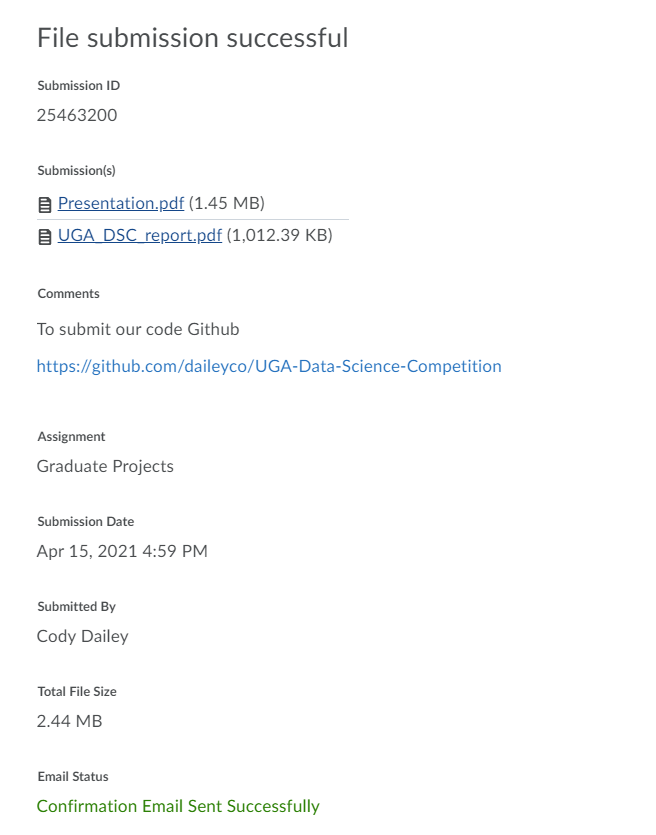 File submission successful
Submission ID
25463200
Submission(s)
Presentation.pdf (1.45 MB)
UGA_DSC_report.pdf (1,012.39 KB)
Comments
To submit our code Github
https://github.com/daileyco/UGA-Data-Science-Competition
Assignment
Graduate Projects
Submission Date
Apr 15, 2021 4:59 PM
Submitted By
Cody Dailey
Total File Size
2.44 MB
Email Status
Confirmation Email Sent Successfully